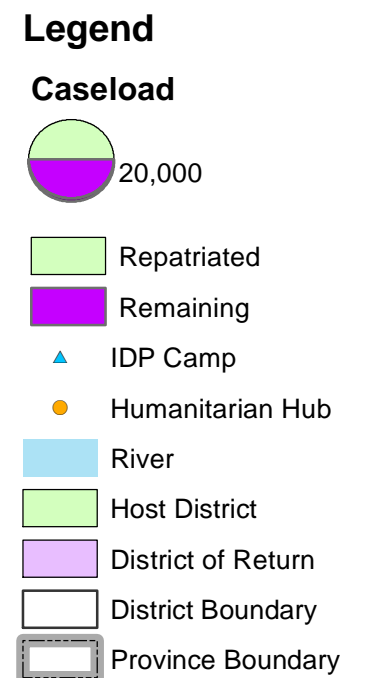 Legend
Caseload
20,000
Repatriated
Remaining
IDP Camp
Humanitarian Hub
River
Host District
District of Return
District Boundary
Province Boundary